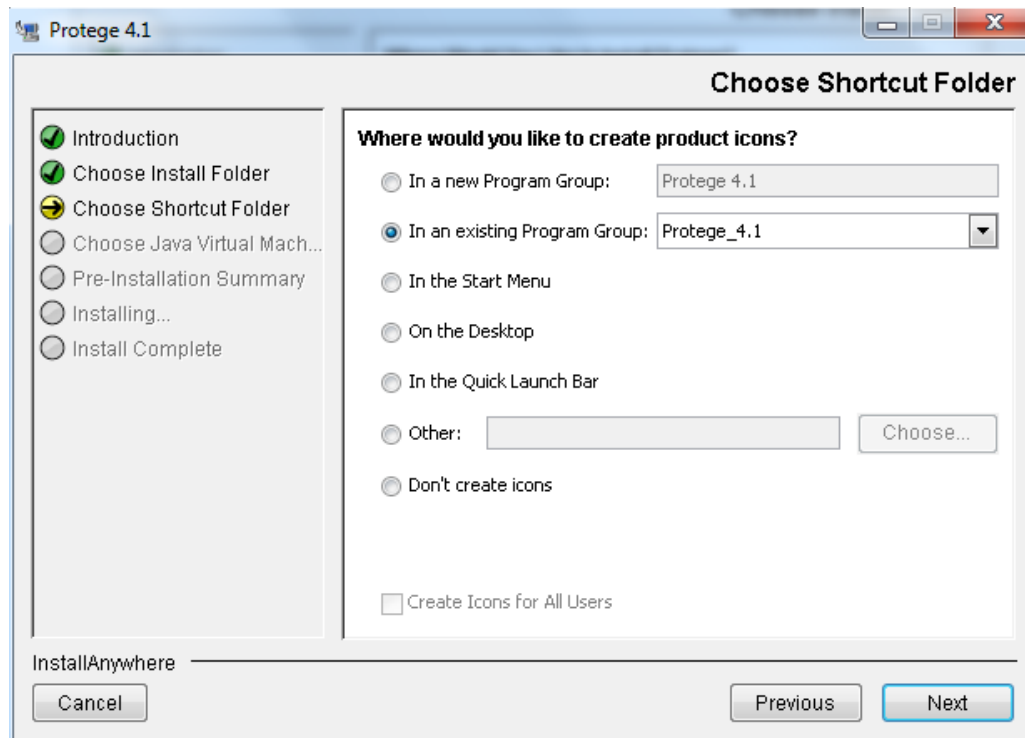 Protege 4.1
Choose Shortcut Folder
Introduction
Choose Install Folder
Choose Shortcut Folder
Choose Java Virtual Mach...
Pre-Installation Summary
Installing...
Install Complete
Where would you like to create product icons?
In a new Program Group: Protege 4.1
In an existing Program Group: Protege_4.1
In the Start Menu
On the Desktop
In the Quick Launch Bar
Other: Choose...
Don't create icons
Create Icons for All Users
InstallAnywhere
Cancel Previous Next